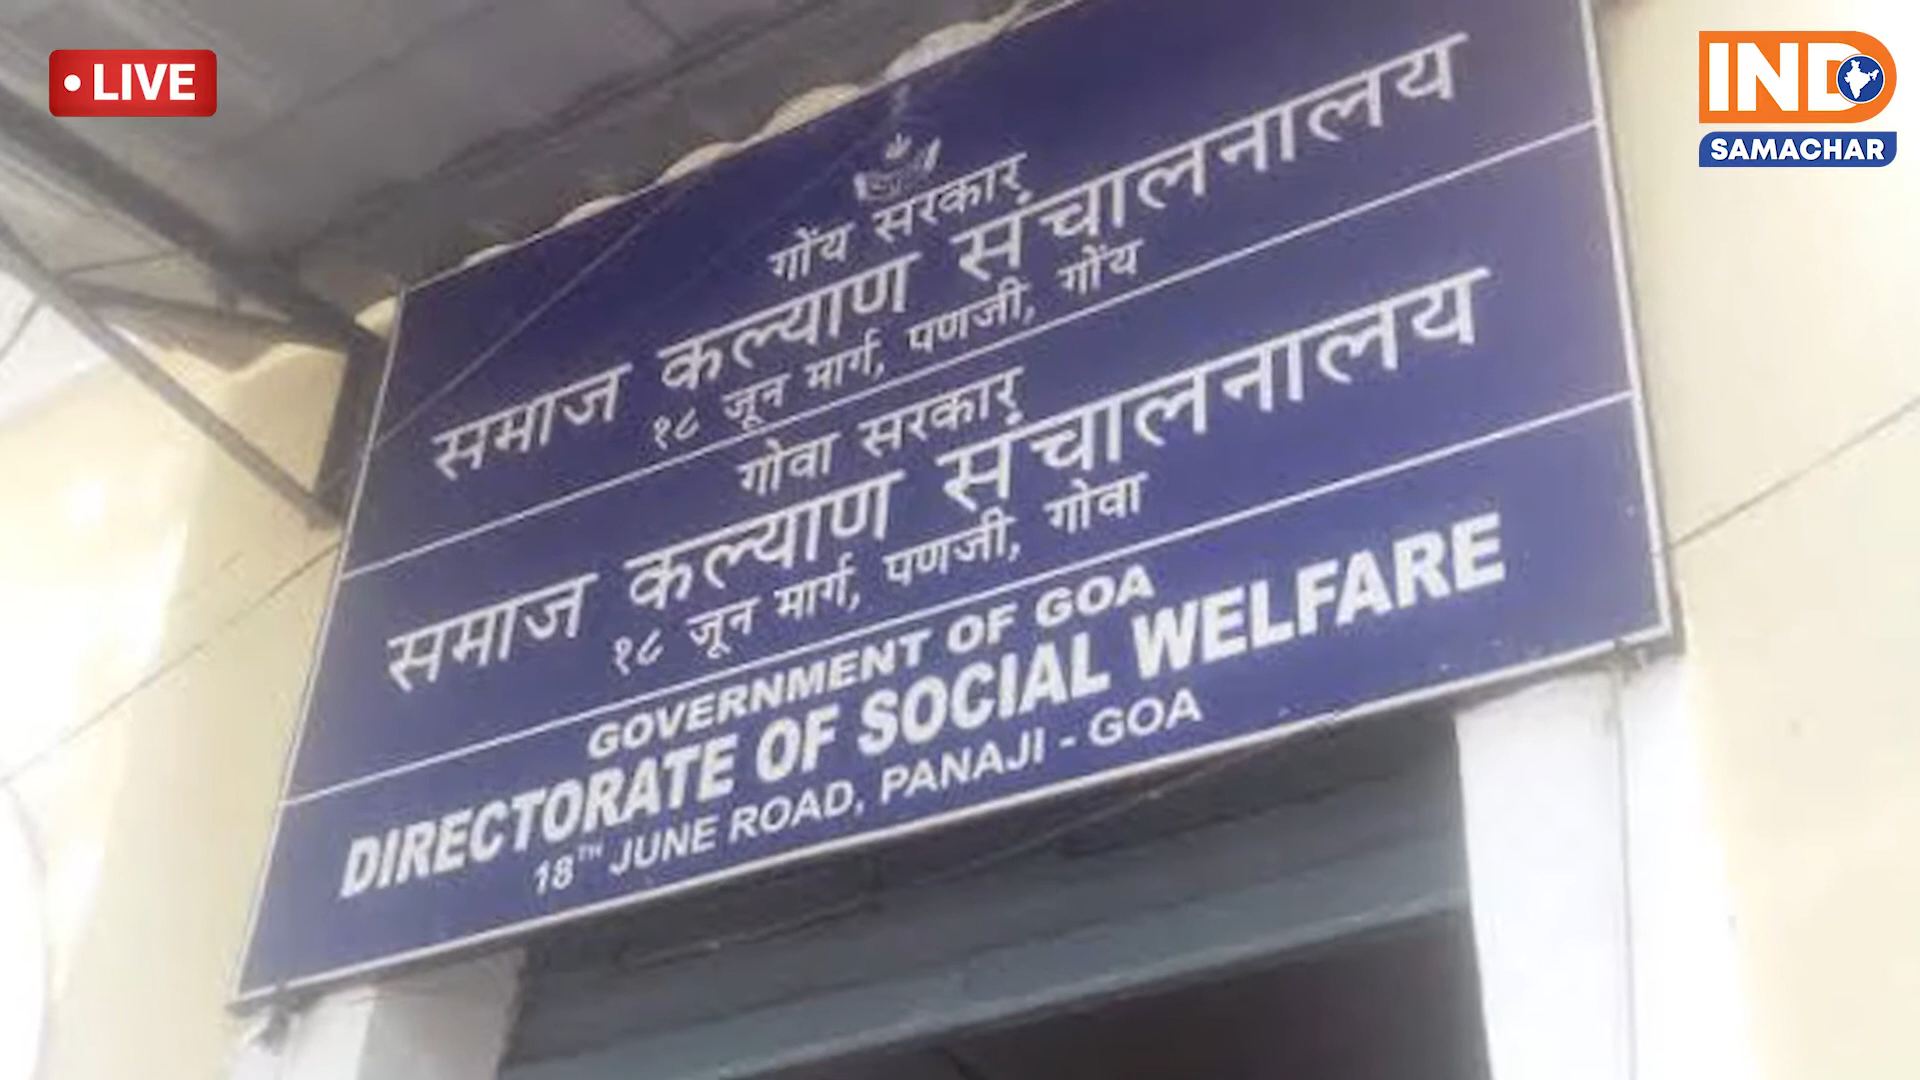 LIVE
IND
SAMACHAR
गोंय सरकार
समाज कल्याण संचालनालय
१८ जून मार्ग, पणजी, गोंय
गोवा सरकार
समाज कल्याण संचालनालय
१८ जून मार्ग, पणजी, गोवा
GOVERNMENT OF GOA
DIRECTORATE OF SOCIAL WELFARE
18TH JUNE ROAD, PANAJI - GOA